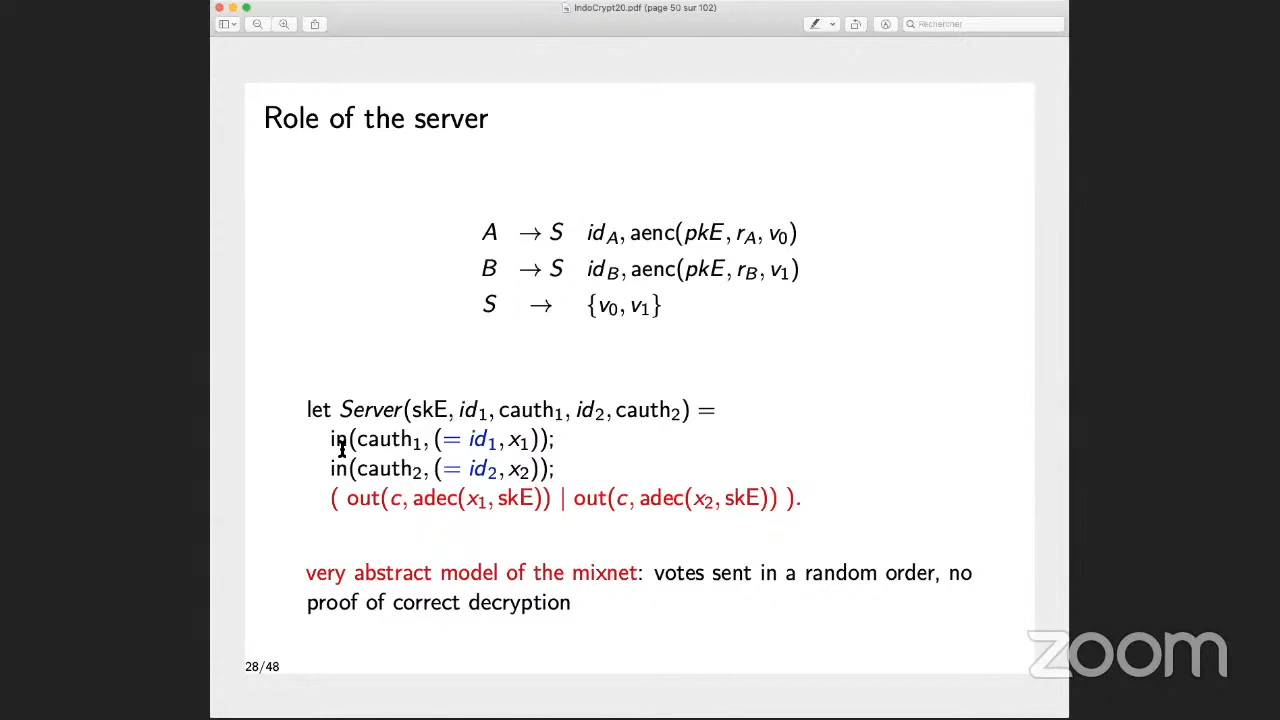 IndoCrypt20.pdf (page 50 sur 102)
Rechercher
Role of the server
A → S id_A, aenc(pkE, r_A, v_0)
B → S id_B, aenc(pkE, r_B, v_1)
S → {v_0, v_1}
let Server(skE, id_1, cauth_1, id_2, cauth_2) =
in(cauth_1, (= id_1, x_1));
in(cauth_2, (= id_2, x_2));
( out(c, adec(x_1, skE)) | out(c, adec(x_2, skE)) ).
very abstract model of the mixnet: votes sent in a random order, no
proof of correct decryption
28/48
zoom